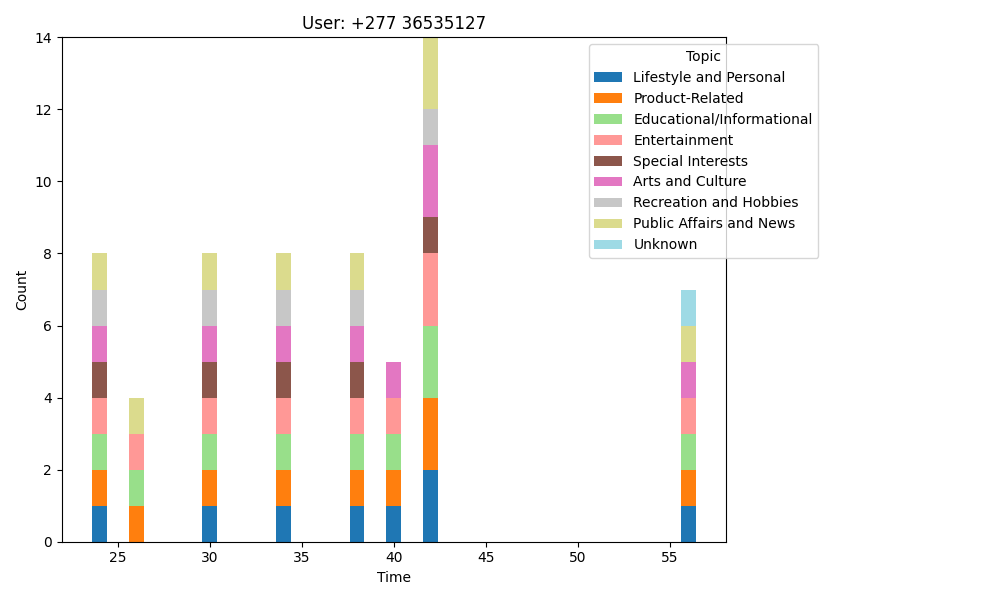 User: +277 36535127
14
12
10
8
6
4
2
0
Count
25
30
35
40
45
50
55
Time
Topic
Lifestyle and Personal
Product-Related
Educational/Informational
Entertainment
Special Interests
Arts and Culture
Recreation and Hobbies
Public Affairs and News
Unknown